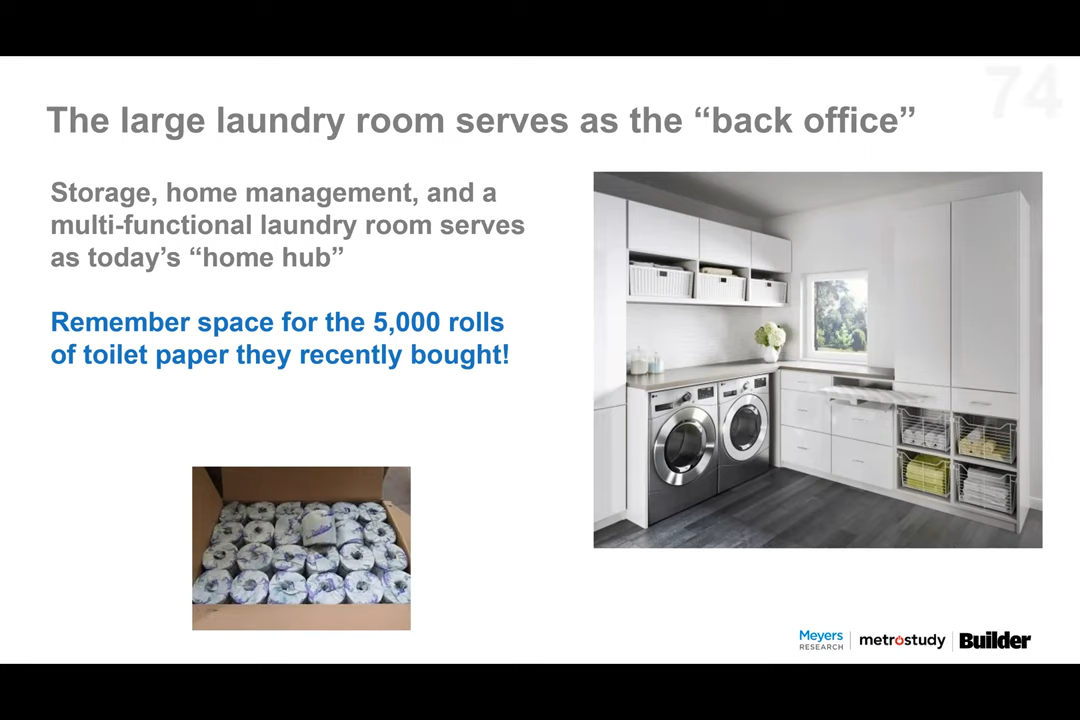 74
The large laundry room serves as the “back office”
Storage, home management, and a
multi-functional laundry room serves
as today’s “home hub”
Remember space for the 5,000 rolls
of toilet paper they recently bought!
Meyers
RESEARCH
metrostudy
Builder